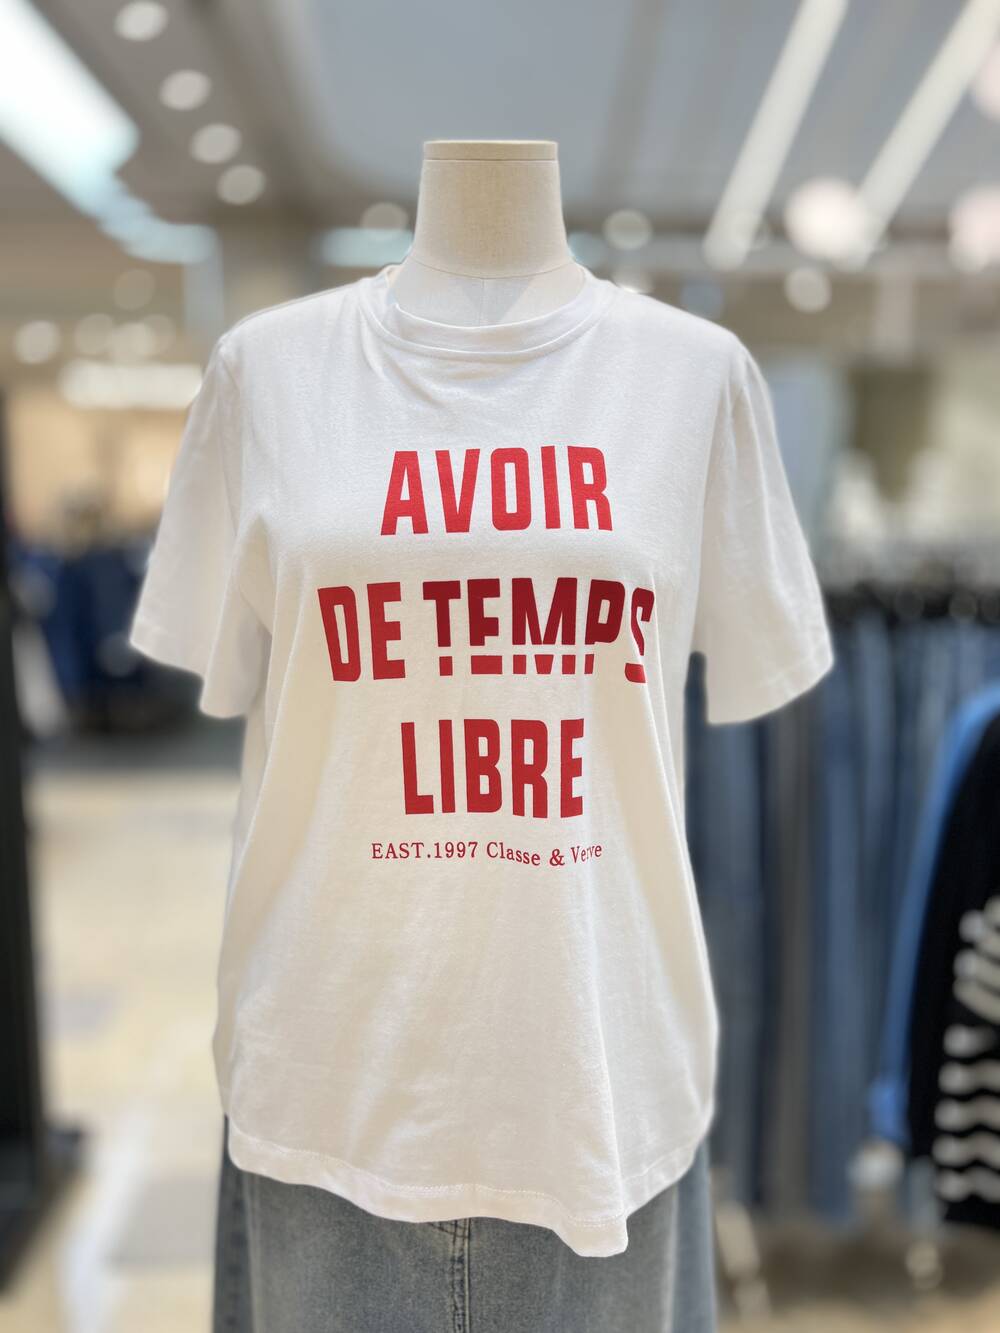 AVOIR
DE TEMPS
LIBRE
EAST.1997 Classe & Verve